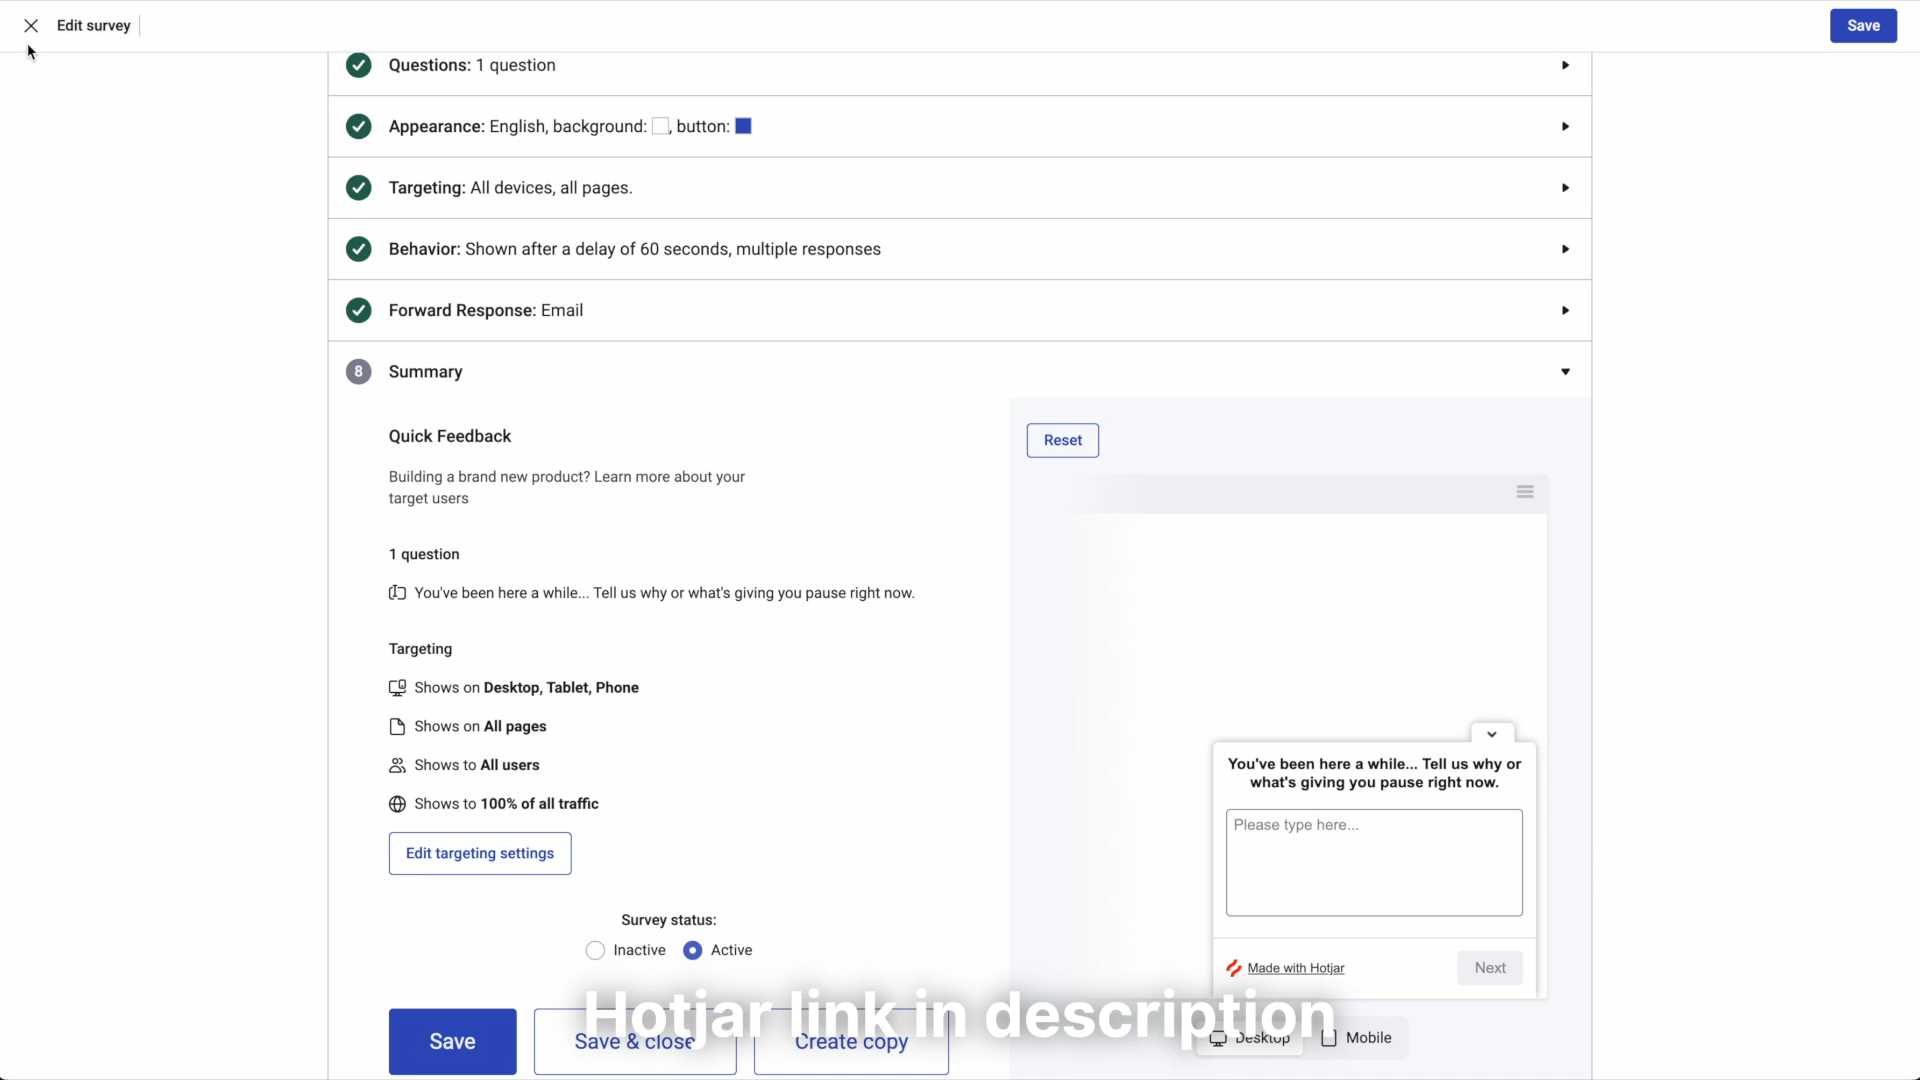 Edit survey
Save
Questions: 1 question
Appearance: English, background: , button:
Targeting: All devices, all pages.
Behavior: Shown after a delay of 60 seconds, multiple responses
Forward Response: Email
8 Summary
Quick Feedback
Building a brand new product? Learn more about your
target users
1 question
You've been here a while... Tell us why or what's giving you pause right now.
Targeting
Shows on Desktop, Tablet, Phone
Shows on All pages
Shows to All users
Shows to 100% of all traffic
Edit targeting settings
Survey status:
Inactive Active
Save Save & close Create copy
Reset
You've been here a while... Tell us why or
what's giving you pause right now.
Please type here...
Made with Hotjar Next
Desktop Mobile
Hotjar link in description